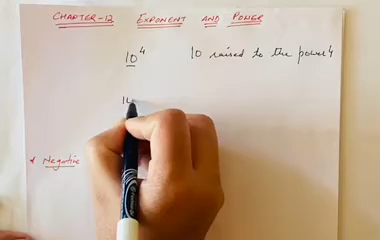 CHAPTER-12 EXPONENT AND POWER
10⁴ 10 raised to the power 4
* Negative